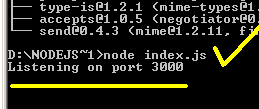 type-is@1.2.1 (mime-types@1.
accepts@1.0.5 (negotiator@0.
send@0.4.3 (mime@1.2.11, fi
D:\NODEJS~1>node index.js
Listening on port 3000